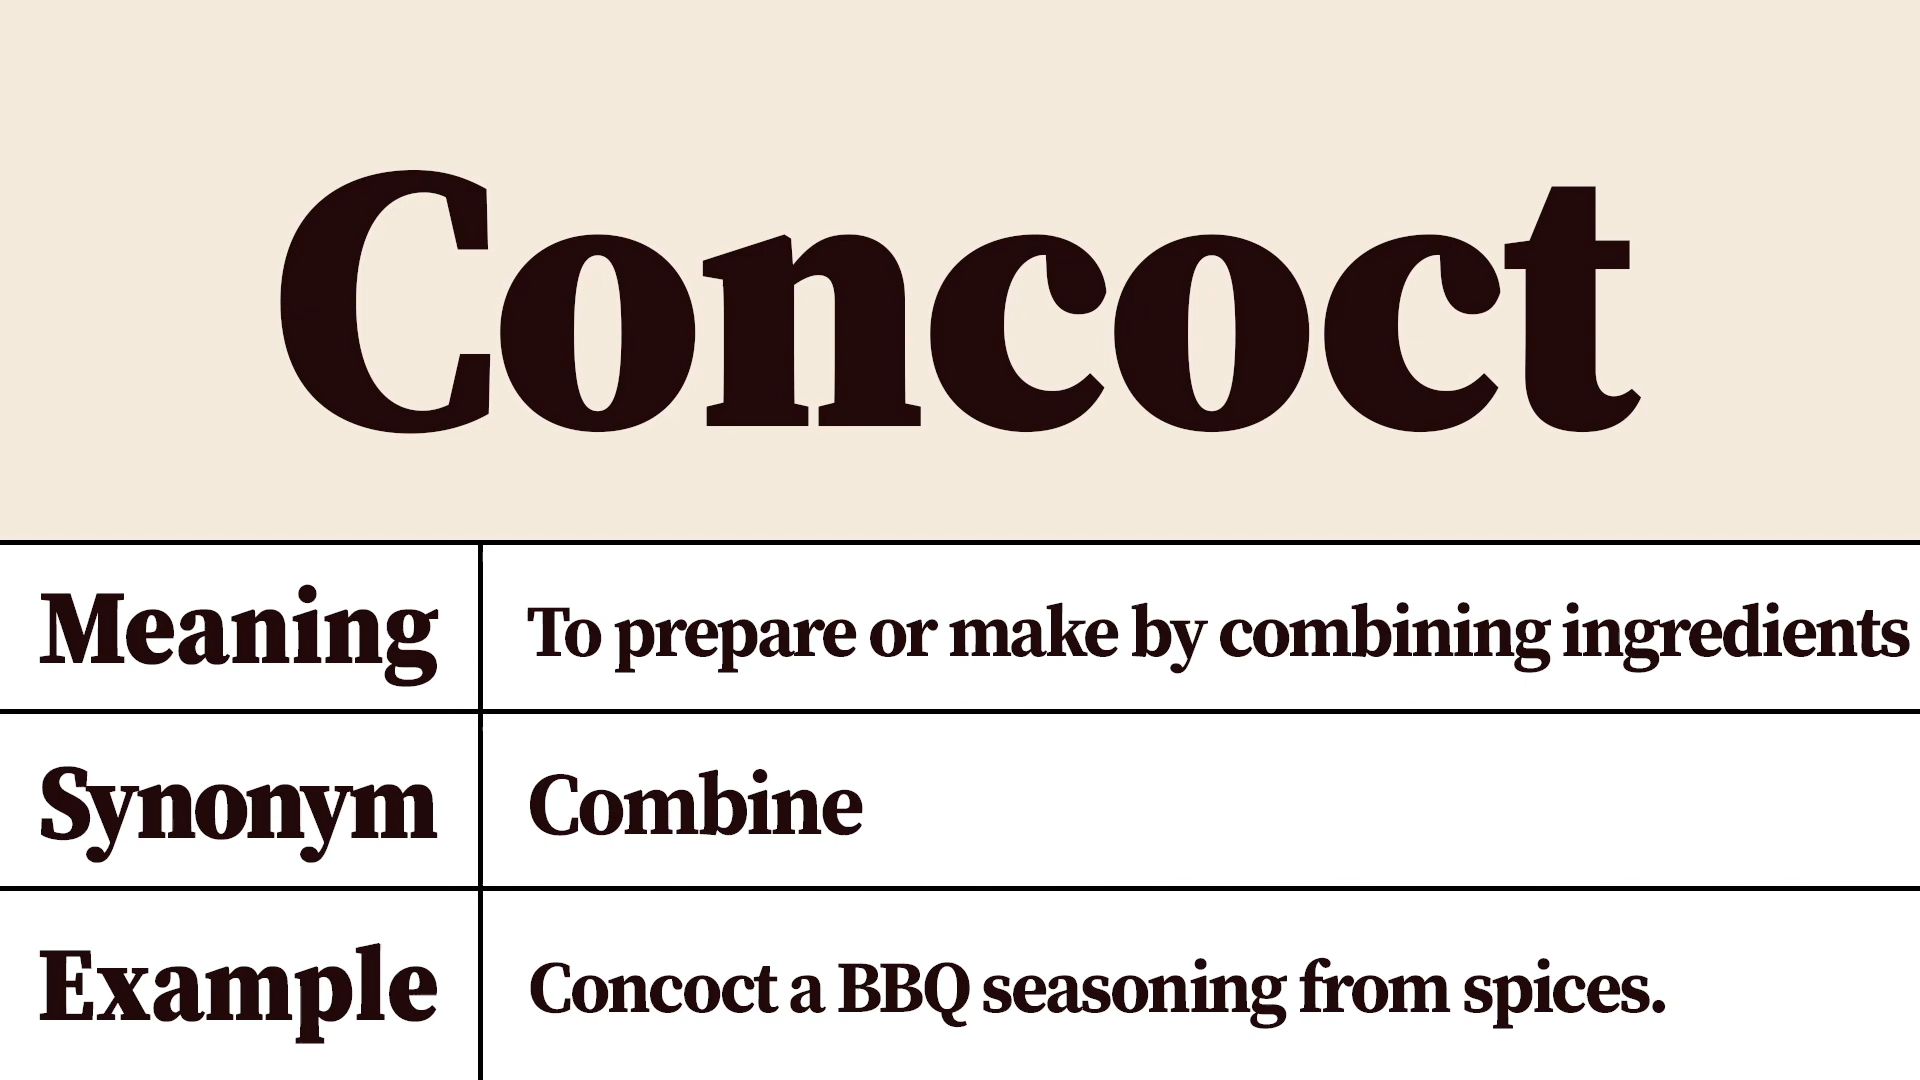 Concoct
Meaning
To prepare or make by combining ingredients
Synonym
Combine
Example
Concoct a BBQ seasoning from spices.